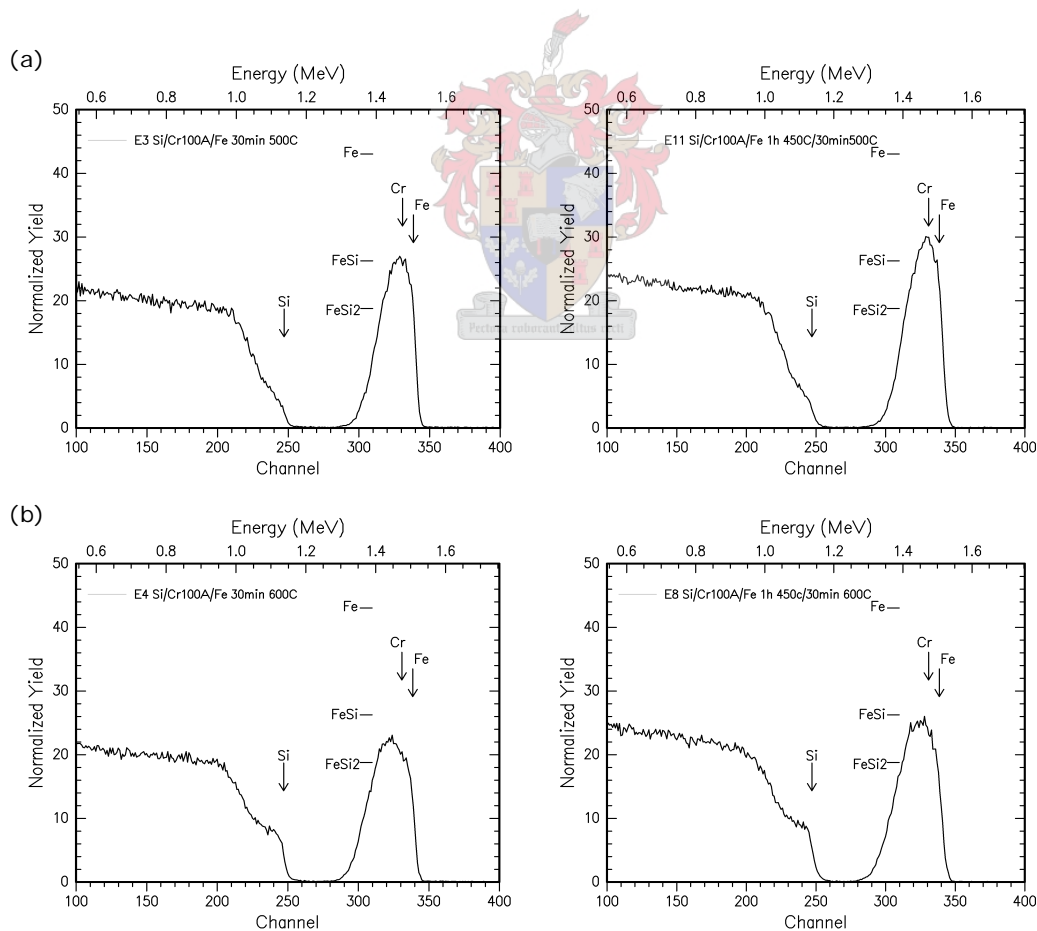 (a)
Energy (MeV)
0.6 0.8 1.0 1.2 1.4 1.6
50
40
30
20
10
0
Normalized Yield
E3 Si/Cr100A/Fe 30min 500C
Fe
Cr
Fe
FeSi
Si
FeSi2
100 150 200 250 300 350 400
Channel
Energy (MeV)
0.6 0.8 1.0 1.2 1.4 1.6
50
40
30
20
10
0
Normalized Yield
E11 Si/Cr100A/Fe 1h 450C/30min500C
Fe
Cr
Fe
FeSi
Si
FeSi2
100 150 200 250 300 350 400
Channel
Pectora roborant cultus recti
(b)
Energy (MeV)
0.6 0.8 1.0 1.2 1.4 1.6
50
40
30
20
10
0
Normalized Yield
E4 Si/Cr100A/Fe 30min 600C
Fe
Cr
Fe
FeSi
Si
FeSi2
100 150 200 250 300 350 400
Channel
Energy (MeV)
0.6 0.8 1.0 1.2 1.4 1.6
50
40
30
20
10
0
Normalized Yield
E8 Si/Cr100A/Fe 1h 450c/30min 600C
Fe
Cr
Fe
FeSi
Si
FeSi2
100 150 200 250 300 350 400
Channel